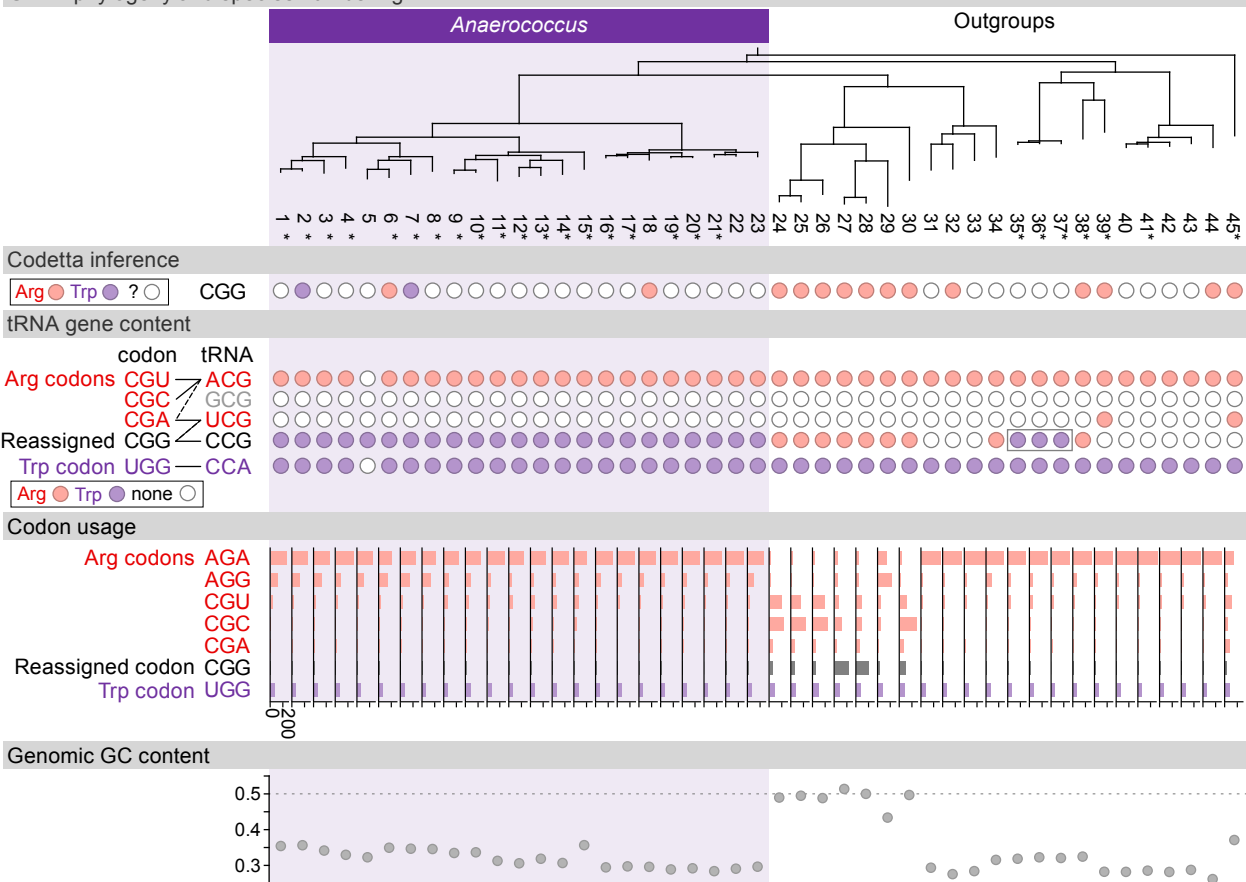 Anaerococcus
Outgroups
1* 2* 3* 4* 5 6* 7* 8* 9* 10* 11* 12* 13* 14* 15* 16* 17* 18 19* 20* 21* 22 23 24 25 26 27 28 29 30 31 32 33 34 35* 36* 37* 38* 39* 40 41* 42 43 44 45*
Codetta inference
Arg Trp ? CGG
tRNA gene content
codon tRNA
Arg codons CGU ACG
CGC GCG
CGA UCG
Reassigned CGG CCG
Trp codon UGG CCA
Arg Trp none
Codon usage
Arg codons AGA
AGG
CGU
CGC
CGA
Reassigned codon CGG
Trp codon UGG
0 200
Genomic GC content
0.5
0.4
0.3